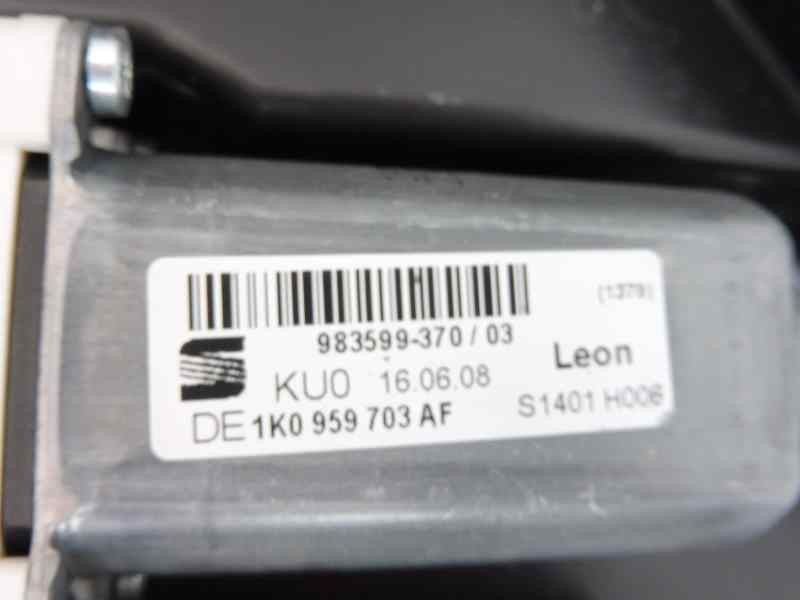 (1379)
983599-370 / 03
Leon
KU0 16.06.08
S1401 H006
DE 1K0 959 703 AF